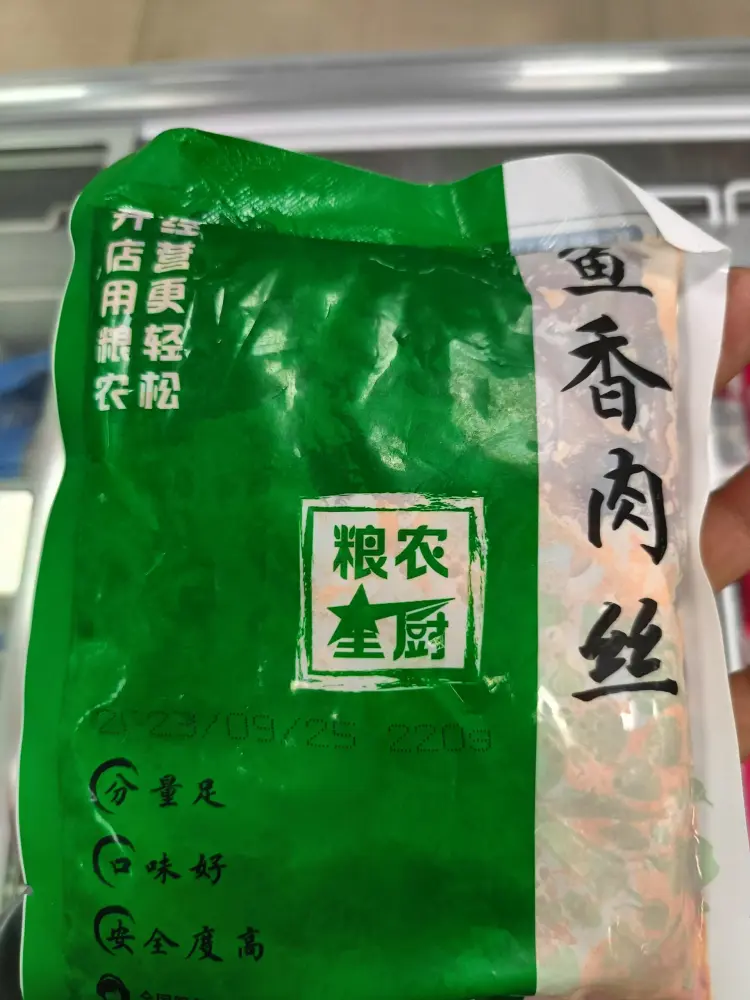 开店用粮农
经营更轻松
鱼香肉丝
粮农
星厨
2023/09/25 220g
分量足
口味好
安全度高